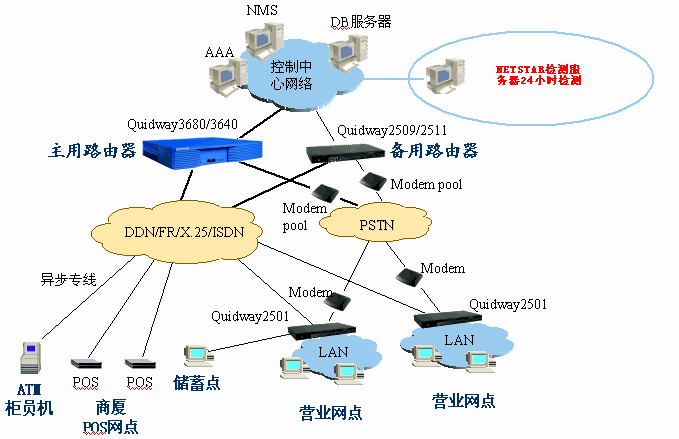 NMS
DB服务器
AAA
控制中
心网络
NETSTAR检测服
务器24小时检测
Quidway3680/3640
Quidway2509/2511
主用路由器
备用路由器
Modem pool
Modem
pool
DDN/FR/X.25/ISDN
PSTN
异步专线
Modem
Modem
Quidway2501
Quidway2501
LAN
LAN
POS
POS
ATM
柜员机
商厦
POS网点
储蓄点
营业网点
营业网点